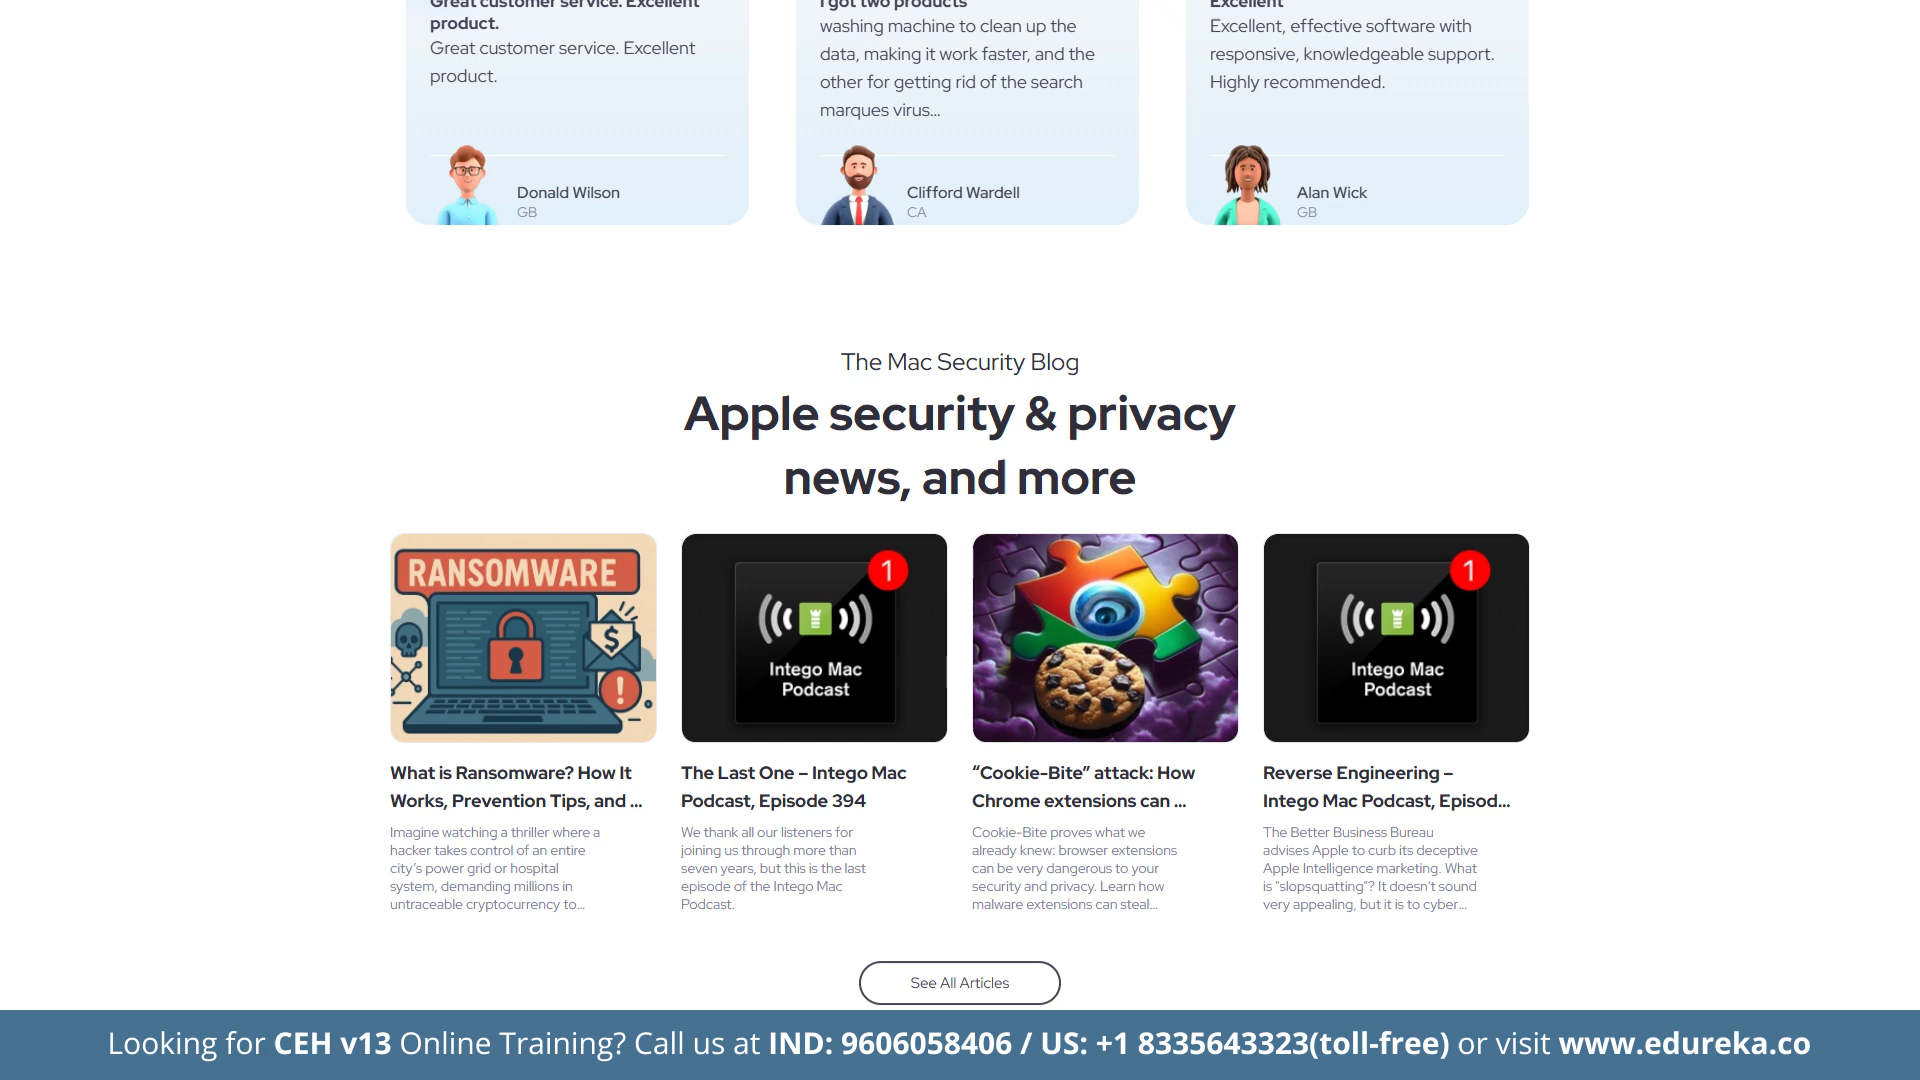 Great customer service. Excellent
product.
Great customer service. Excellent
product.
Donald Wilson
GB
I got two products
washing machine to clean up the
data, making it work faster, and the
other for getting rid of the search
marques virus...
Clifford Wardell
CA
Excellent
Excellent, effective software with
responsive, knowledgeable support.
Highly recommended.
Alan Wick
GB
The Mac Security Blog
Apple security & privacy
news, and more
RANSOMWARE
$
!
What is Ransomware? How It
Works, Prevention Tips, and ...
Imagine watching a thriller where a
hacker takes control of an entire
city's power grid or hospital
system, demanding millions in
untraceable cryptocurrency to...
1
Intego Mac
Podcast
The Last One – Intego Mac
Podcast, Episode 394
We thank all our listeners for
joining us through more than
seven years, but this is the last
episode of the Intego Mac
Podcast.
“Cookie-Bite” attack: How
Chrome extensions can ...
Cookie-Bite proves what we
already knew: browser extensions
can be very dangerous to your
security and privacy. Learn how
malware extensions can steal...
1
Intego Mac
Podcast
Reverse Engineering –
Intego Mac Podcast, Episod...
The Better Business Bureau
advises Apple to curb its deceptive
Apple Intelligence marketing. What
is "slopsquatting"? It doesn't sound
very appealing, but it is to cyber...
See All Articles
Looking for CEH v13 Online Training? Call us at IND: 9606058406 / US: +1 8335643323(toll-free) or visit www.edureka.co